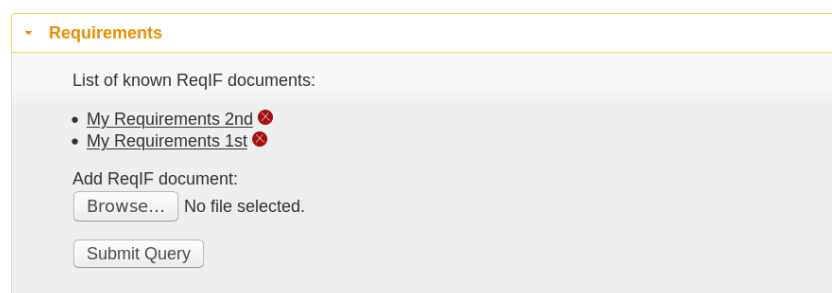 Requirements
List of known ReqIF documents:
My Requirements 2nd
My Requirements 1st
Add ReqIF document:
Browse... No file selected.
Submit Query